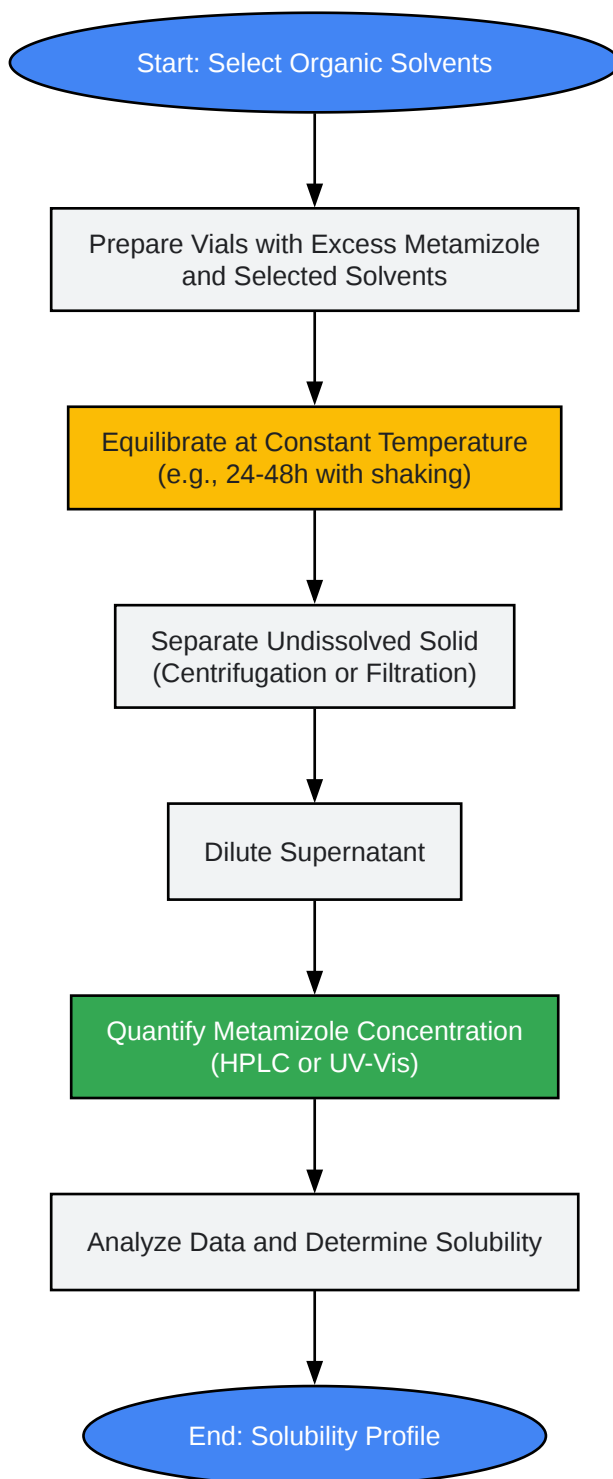 Start: Select Organic Solvents
Prepare Vials with Excess Metamizole
and Selected Solvents
Equilibrate at Constant Temperature
(e.g., 24-48h with shaking)
Separate Undissolved Solid
(Centrifugation or Filtration)
Dilute Supernatant
Quantify Metamizole Concentration
(HPLC or UV-Vis)
Analyze Data and Determine Solubility
End: Solubility Profile